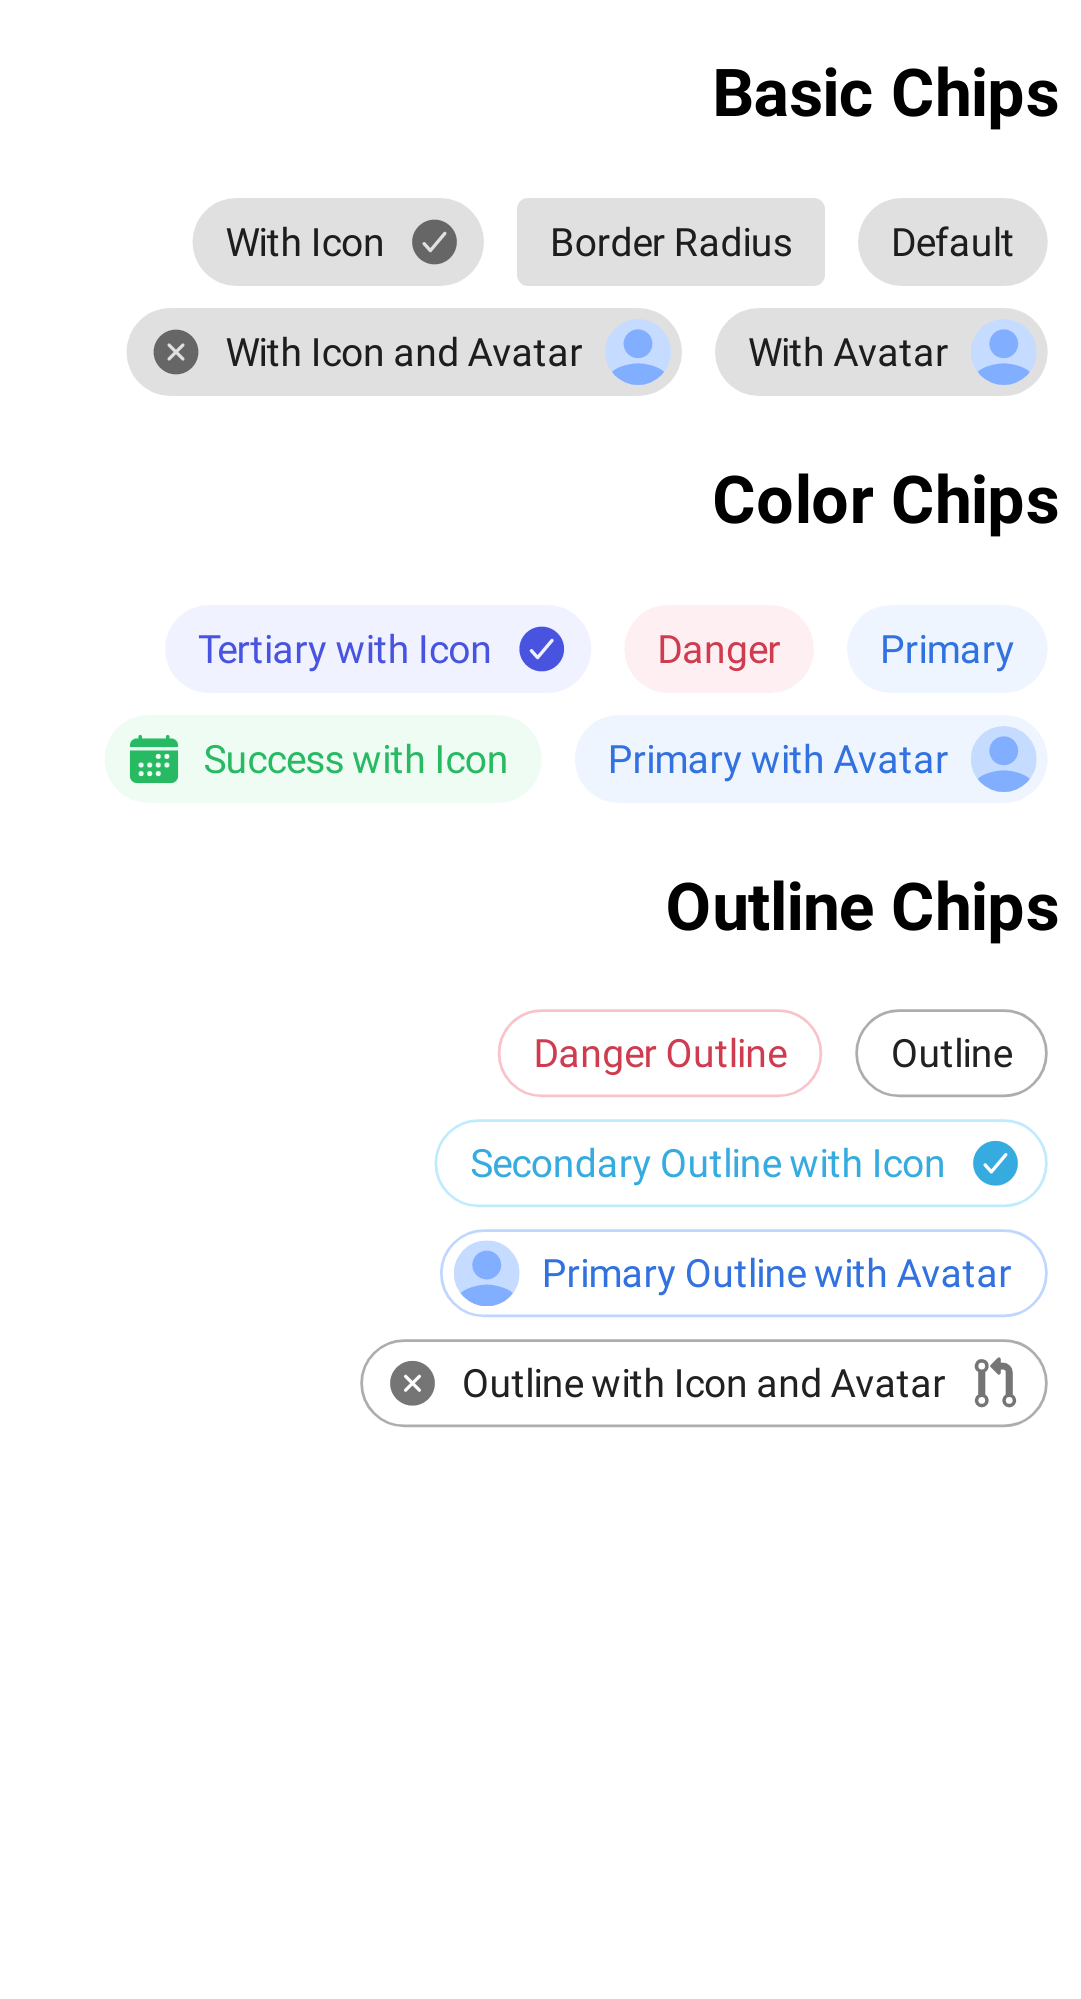 Basic Chips
Default
Border Radius
With Icon
With Avatar
With Icon and Avatar
Color Chips
Primary
Danger
Tertiary with Icon
Primary with Avatar
Success with Icon
Outline Chips
Outline
Danger Outline
Secondary Outline with Icon
Primary Outline with Avatar
Outline with Icon and Avatar